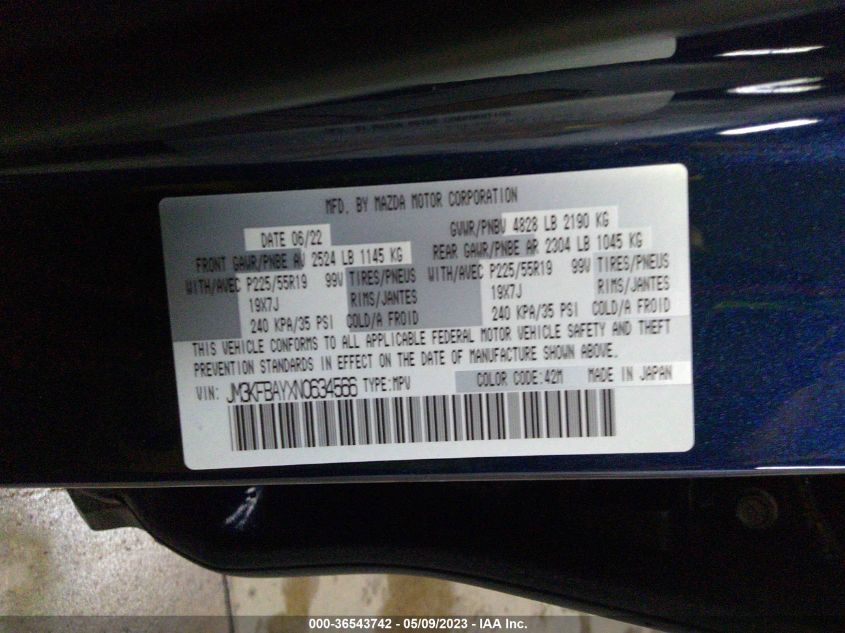 MFD. BY MAZDA MOTOR CORPORATION
DATE 06/22 GVWR/PNBV 4828 LB 2190 KG
FRONT GAWR/PNBE AV 2524 LB 1145 KG REAR GAWR/PNBE AR 2304 LB 1045 KG
WITH/AVEC P225/55R19 99V TIRES/PNEUS WITH/AVEC P225/55R19 99V TIRES/PNEUS
19X7J RIMS/JANTES 19X7J RIMS/JANTES
240 KPA/35 PSI COLD/A FROID 240 KPA/35 PSI COLD/A FROID
THIS VEHICLE CONFORMS TO ALL APPLICABLE FEDERAL MOTOR VEHICLE SAFETY AND THEFT
PREVENTION STANDARDS IN EFFECT ON THE DATE OF MANUFACTURE SHOWN ABOVE.
VIN: JM3KFBAYXN0634566 TYPE:MPV COLOR CODE:42M MADE IN JAPAN
000-36543742 - 05/09/2023 - IAA Inc.